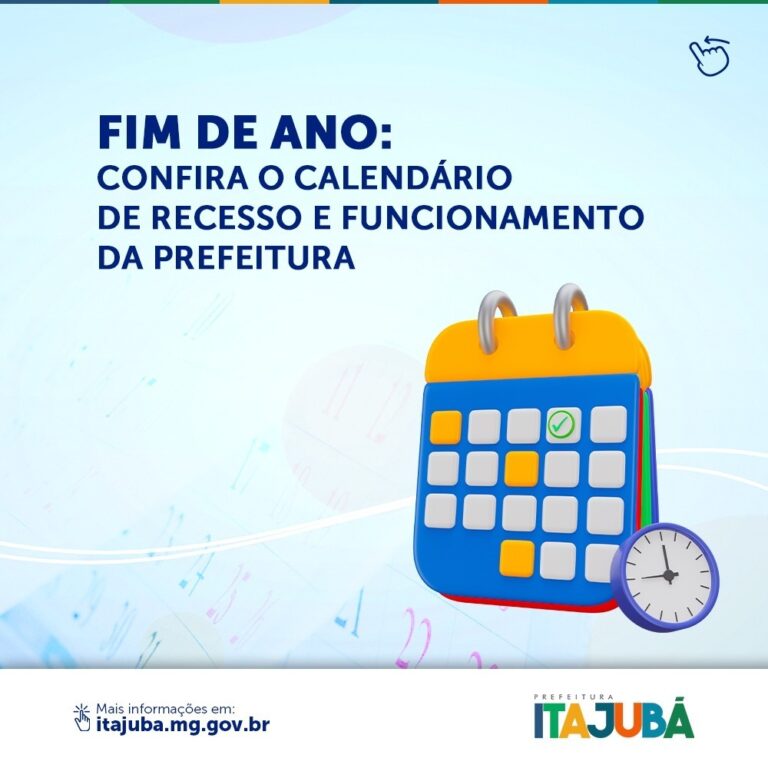 FIM DE ANO:
CONFIRA O CALENDÁRIO
DE RECESSO E FUNCIONAMENTO
DA PREFEITURA
Mais informações em:
itajuba.mg.gov.br
PREFEITURA
ITAJUBÁ